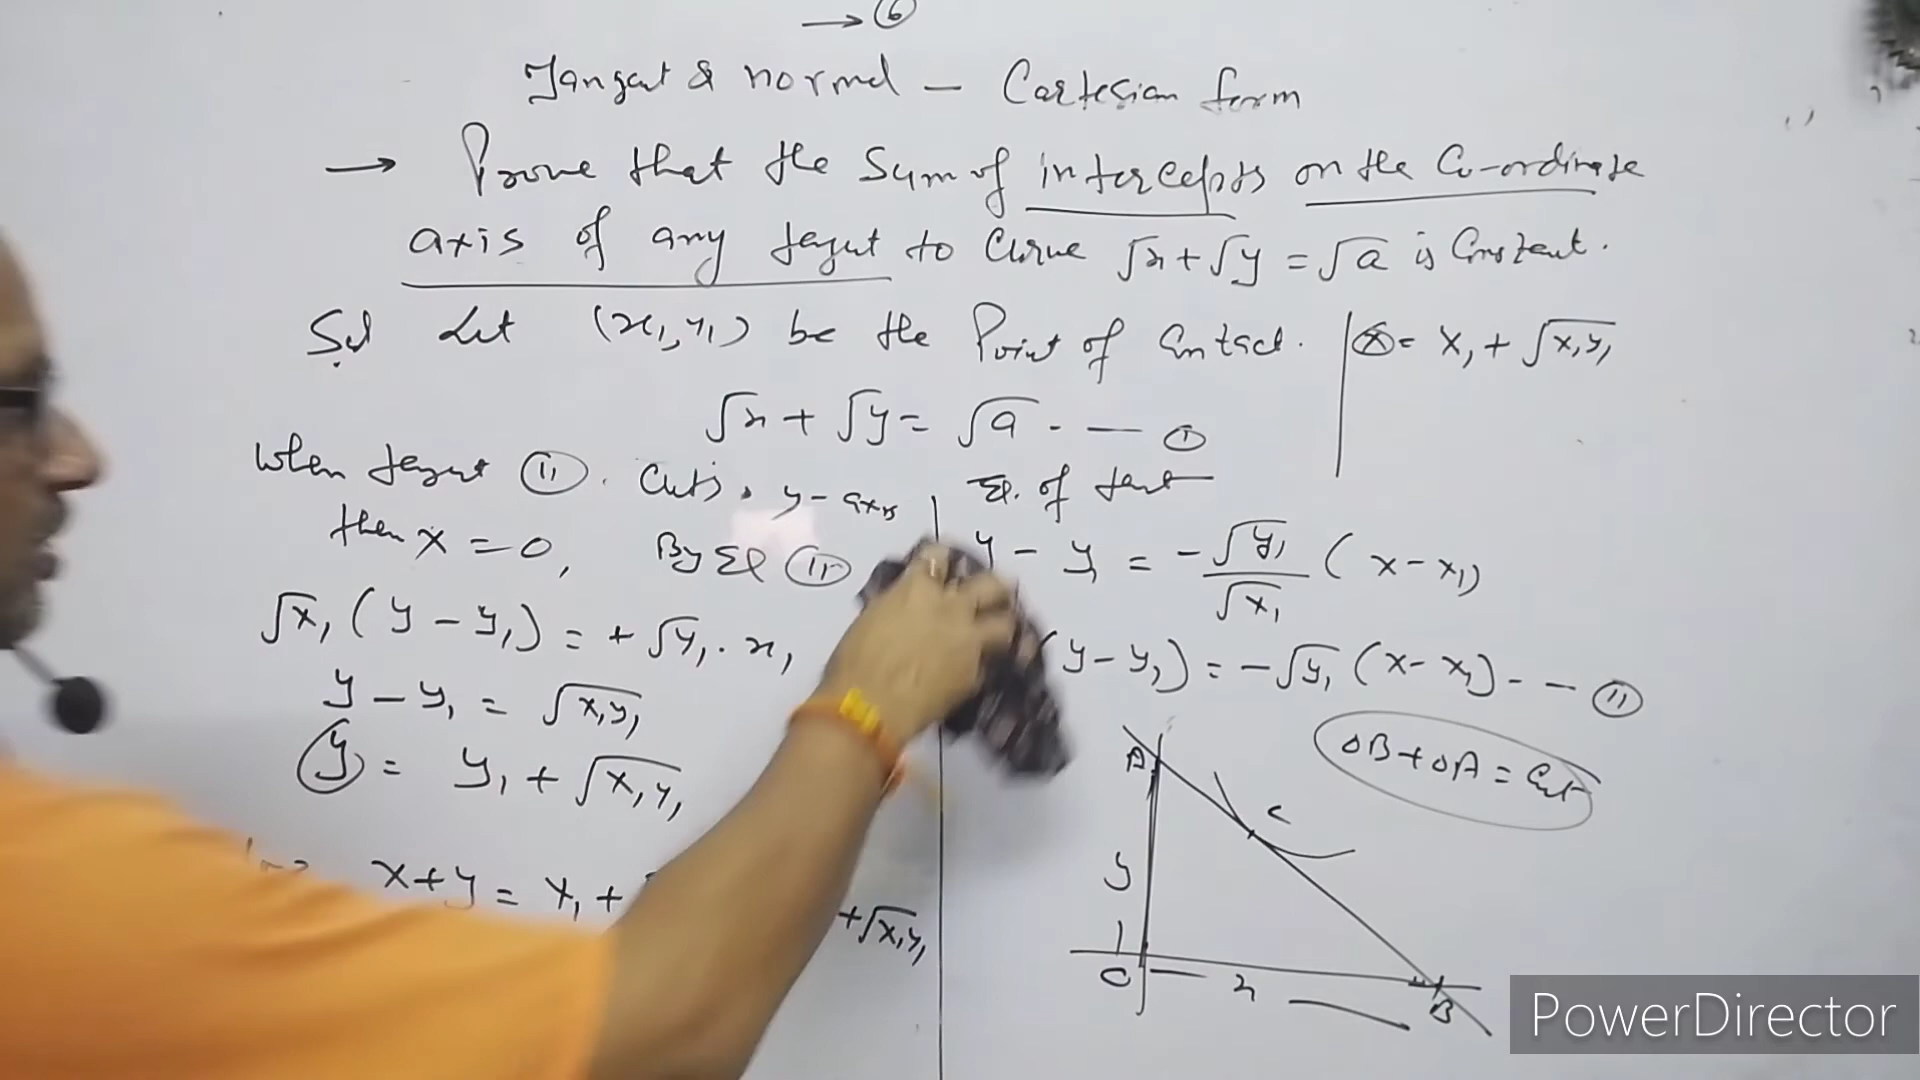 → 6
Tangent & normal — Cartesian form
→ Prove that the Sum of intercepts on the Co-ordinate
axis of any tangent to Curve √x + √y = √a is Constant.
Sol Let (x₁, y₁) be the Point of Contact.
x = x₁ + √x₁y₁
√x + √y = √a - — ①
When tangent ⑪ . Cuts y-axis
then x = 0, By Eq ⑪
√x₁ (y - y₁) = + √y₁ . x₁
y - y₁ = √x₁y₁
y = y₁ + √x₁y₁
x + y = x₁ +
+ √x₁y₁
Eq. of tant
y - y₁ = -√y₁/√x₁ (x - x₁)
(y - y₁) = -√y₁ (x - x₁) - — ⑪
OB + OA = Cnt
A
C
y
O
x
B
PowerDirector